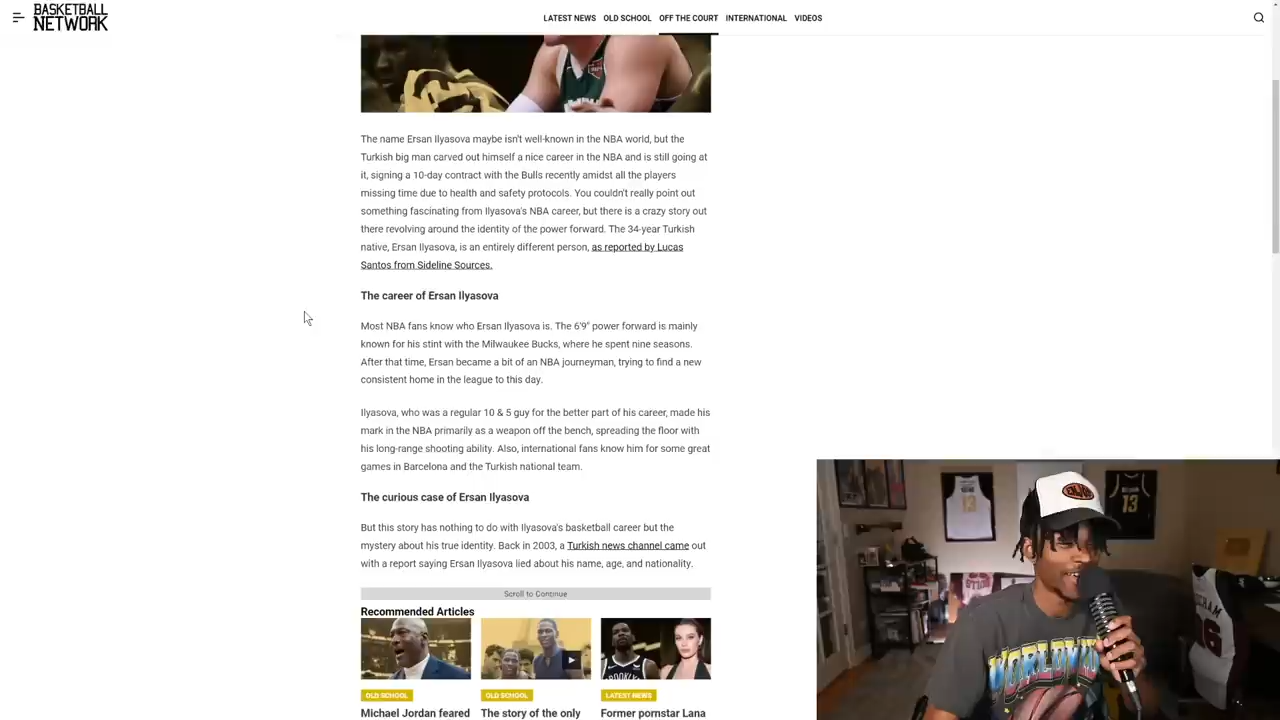 BASKETBALL
NETWORK
LATEST NEWS OLD SCHOOL OFF THE COURT INTERNATIONAL VIDEOS
The name Ersan Ilyasova maybe isn't well-known in the NBA world, but the
Turkish big man carved out himself a nice career in the NBA and is still going at
it, signing a 10-day contract with the Bulls recently amidst all the players
missing time due to health and safety protocols. You couldn't really point out
something fascinating from Ilyasova's NBA career, but there is a crazy story out
there revolving around the identity of the power forward. The 34-year Turkish
native, Ersan Ilyasova, is an entirely different person, as reported by Lucas
Santos from Sideline Sources.
The career of Ersan Ilyasova
Most NBA fans know who Ersan Ilyasova is. The 6'9" power forward is mainly
known for his stint with the Milwaukee Bucks, where he spent nine seasons.
After that time, Ersan became a bit of an NBA journeyman, trying to find a new
consistent home in the league to this day.
Ilyasova, who was a regular 10 & 5 guy for the better part of his career, made his
mark in the NBA primarily as a weapon off the bench, spreading the floor with
his long-range shooting ability. Also, international fans know him for some great
games in Barcelona and the Turkish national team.
The curious case of Ersan Ilyasova
But this story has nothing to do with Ilyasova's basketball career but the
mystery about his true identity. Back in 2003, a Turkish news channel came out
with a report saying Ersan Ilyasova lied about his name, age, and nationality.
Scroll to Continue
Recommended Articles
OLD SCHOOL OLD SCHOOL LATEST NEWS
Michael Jordan feared The story of the only Former pornstar Lana
ENJOY
13
13